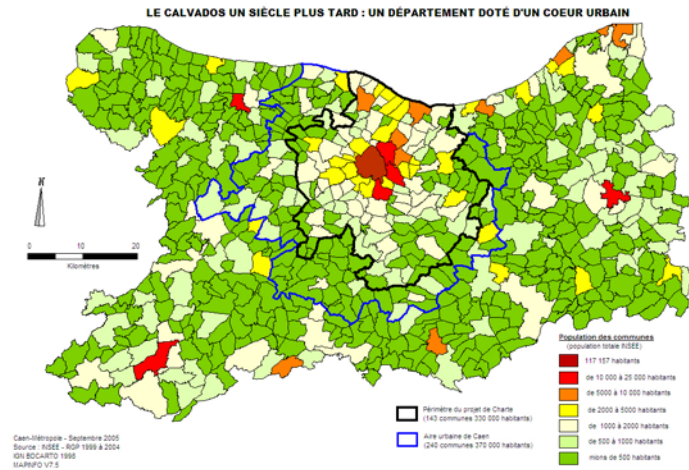 LE CALVADOS UN SIÈCLE PLUS TARD : UN DÉPARTEMENT DOTÉ D'UN COEUR URBAIN
N
0 10 20
Kilomètres
Population des communes
(population totale INSEE)
117 157 habitants
de 10 000 à 25 000 habitants
de 5000 à 10 000 habitants
de 2000 à 5000 habitants
de 1000 à 2000 habitants
de 500 à 1000 habitants
mions de 500 habitants
Périmètre du projet de Charte
(143 communes 330 000 habitants)
Aire urbaine de Caen
(240 communes 370 000 habitants)
Caen-Métropole - Septembre 2005
Source : INSEE - RGP 1999 à 2004
IGN BDCARTO 1998
MAPINFO V7.5